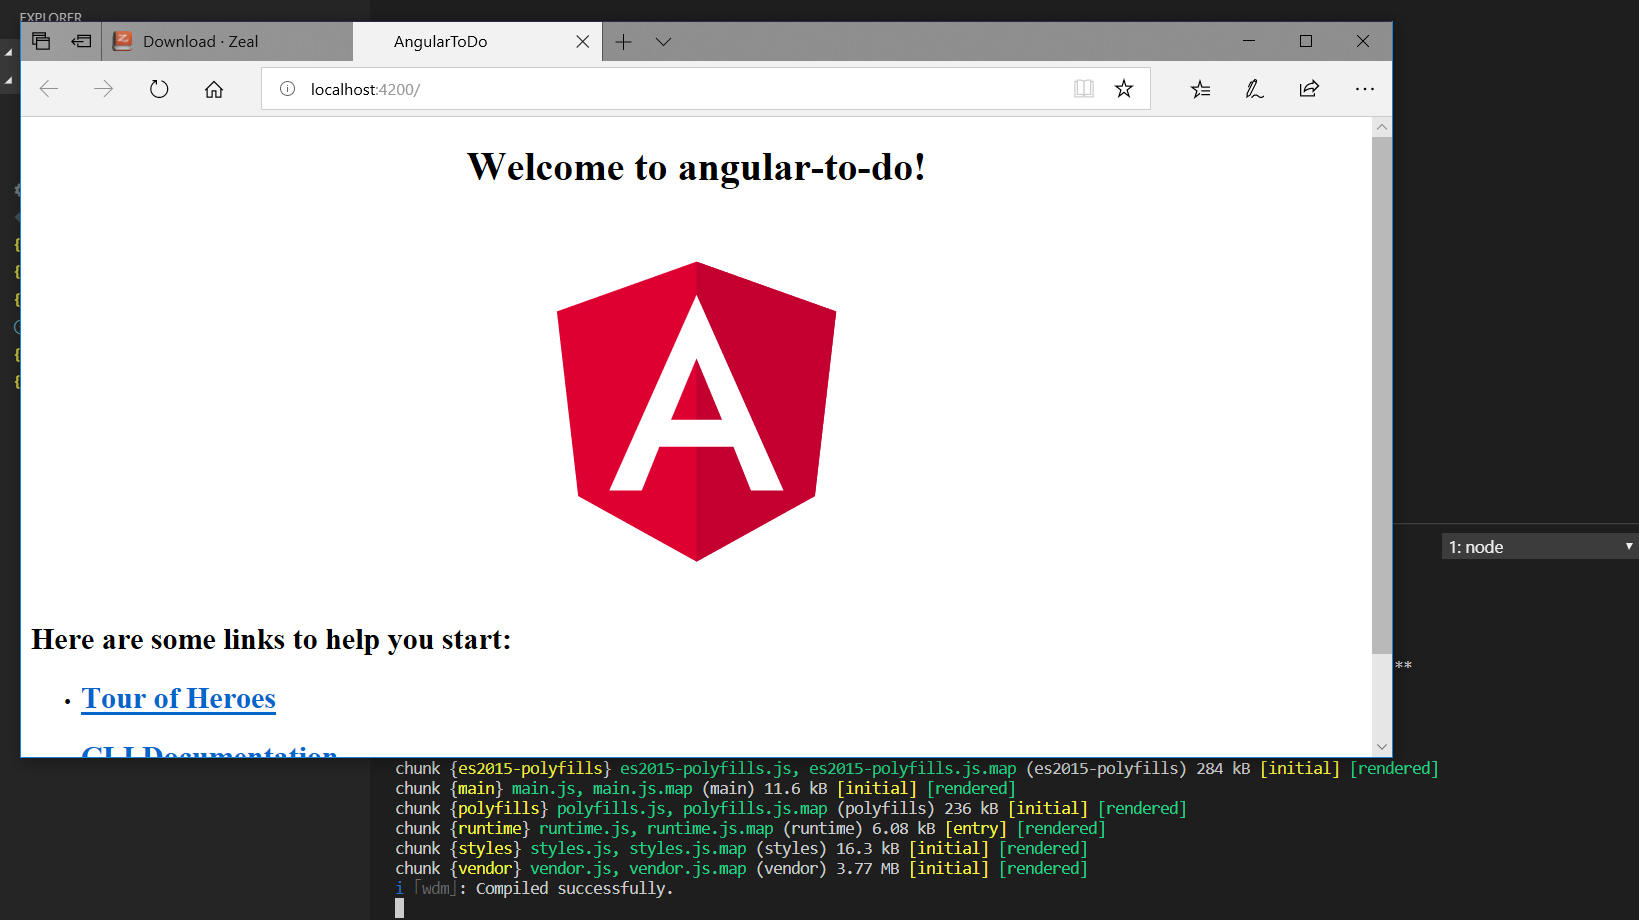 EXPLORER
Download · Zeal
AngularToDo
localhost:4200/
Welcome to angular-to-do!
Here are some links to help you start:
• Tour of Heroes
CLI Documentation
1: node
**
chunk {es2015-polyfills} es2015-polyfills.js, es2015-polyfills.js.map (es2015-polyfills) 284 kB [initial] [rendered]
chunk {main} main.js, main.js.map (main) 11.6 kB [initial] [rendered]
chunk {polyfills} polyfills.js, polyfills.js.map (polyfills) 236 kB [initial] [rendered]
chunk {runtime} runtime.js, runtime.js.map (runtime) 6.08 kB [entry] [rendered]
chunk {styles} styles.js, styles.js.map (styles) 16.3 kB [initial] [rendered]
chunk {vendor} vendor.js, vendor.js.map (vendor) 3.77 MB [initial] [rendered]
i ｢wdm｣: Compiled successfully.